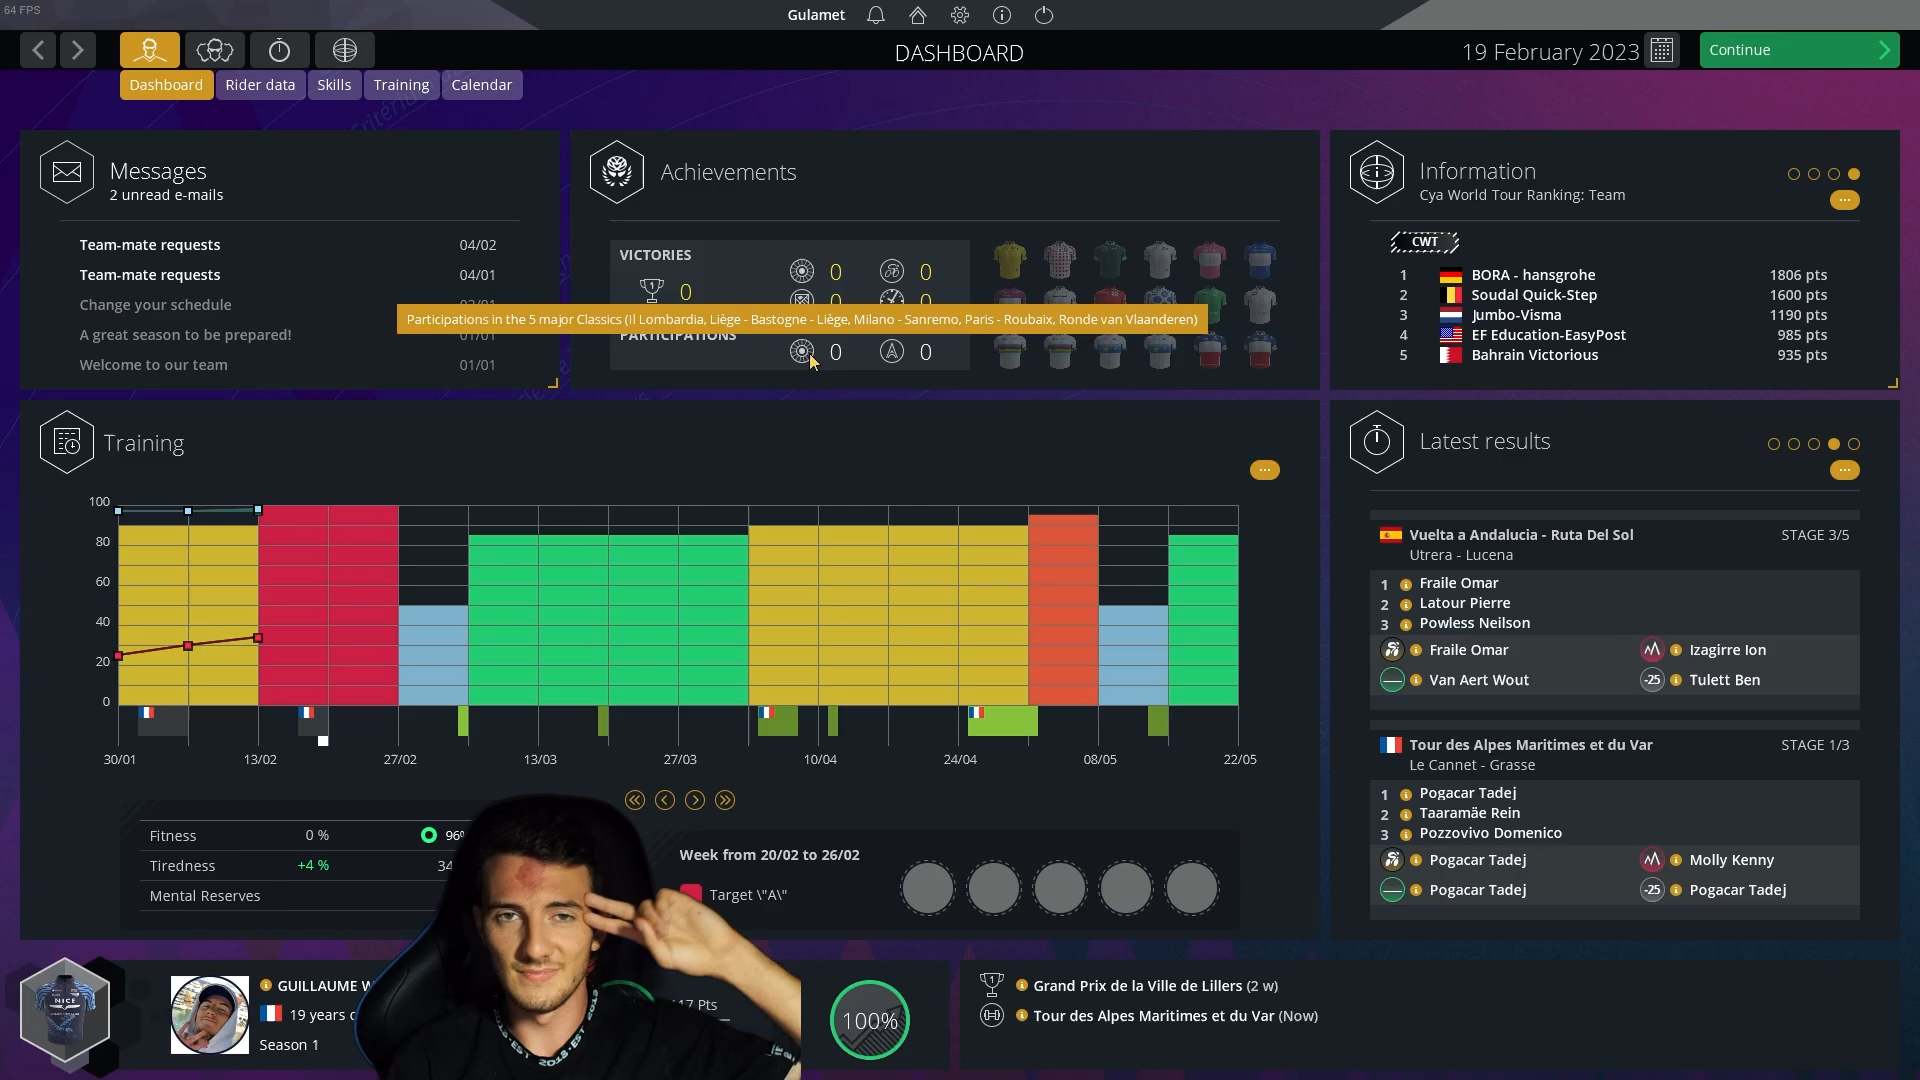 64 FPS
Gulamet
DASHBOARD
19 February 2023
Continue
Dashboard
Rider data
Skills
Training
Calendar
Messages
2 unread e-mails
Team-mate requests 04/02
Team-mate requests 04/01
Change your schedule
A great season to be prepared! 01/01
Welcome to our team 01/01
Achievements
VICTORIES
0
0
0
0
0
Participations in the 5 major Classics (Il Lombardia, Liège - Bastogne - Liège, Milano - Sanremo, Paris - Roubaix, Ronde van Vlaanderen)
PARTICIPATIONS
0
0
Information
Cya World Tour Ranking: Team
CWT
1 BORA - hansgrohe 1806 pts
2 Soudal Quick-Step 1600 pts
3 Jumbo-Visma 1190 pts
4 EF Education-EasyPost 985 pts
5 Bahrain Victorious 935 pts
Training
100
80
60
40
20
0
30/01 13/02 27/02 13/03 27/03 10/04 24/04 08/05 22/05
Fitness 0 % 96%
Tiredness +4 % 34
Mental Reserves
Week from 20/02 to 26/02
Target \"A\"
Latest results
Vuelta a Andalucia - Ruta Del Sol STAGE 3/5
Utrera - Lucena
1 Fraile Omar
2 Latour Pierre
3 Powless Neilson
Fraile Omar
Izagirre Ion
Van Aert Wout
-25 Tulett Ben
Tour des Alpes Maritimes et du Var STAGE 1/3
Le Cannet - Grasse
1 Pogacar Tadej
2 Taaramäe Rein
3 Pozzovivo Domenico
Pogacar Tadej
Molly Kenny
Pogacar Tadej
-25 Pogacar Tadej
NICE
GUILLAUME W
19 years
Season 1
17 Pts
100%
Grand Prix de la Ville de Lillers (2 w)
Tour des Alpes Maritimes et du Var (Now)
EST. 2018